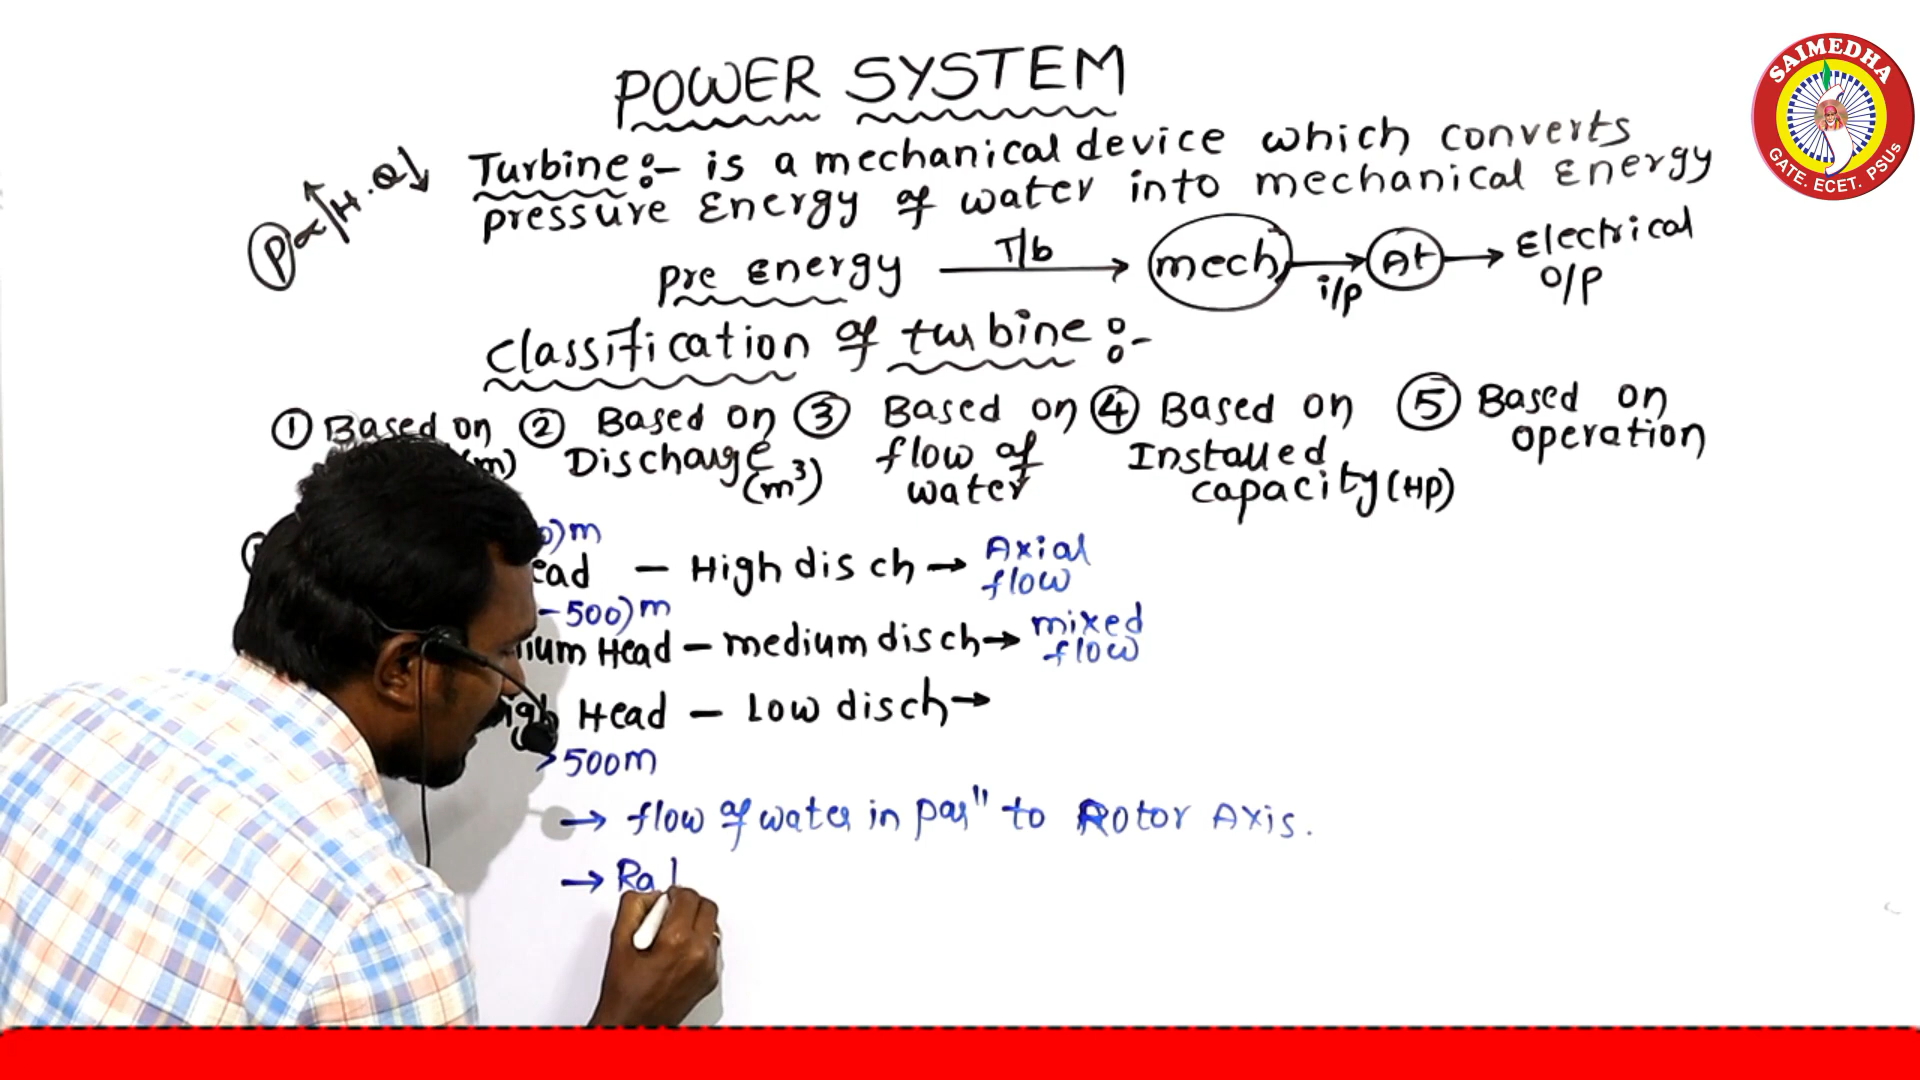 POWER SYSTEM
SAIMEDHA
GATE. ECET. PSUs
P ∝ H↑.Q↓
Turbine:- is a mechanical device which converts
pressure Energy of water into mechanical Energy
pre Energy T/b → mech → i/p At → Electrical O/P
Classification of turbine :-
① Based on (m)
② Based on Discharge (m³)
③ Based on flow of water
④ Based on Installed capacity (HP)
⑤ Based on operation
)m
ead - High disch → Axial flow
-500)m
ium Head - medium disch → mixed flow
igh Head - Low disch →
>500m
→ flow of water in par" to Rotor Axis.
→ Ra